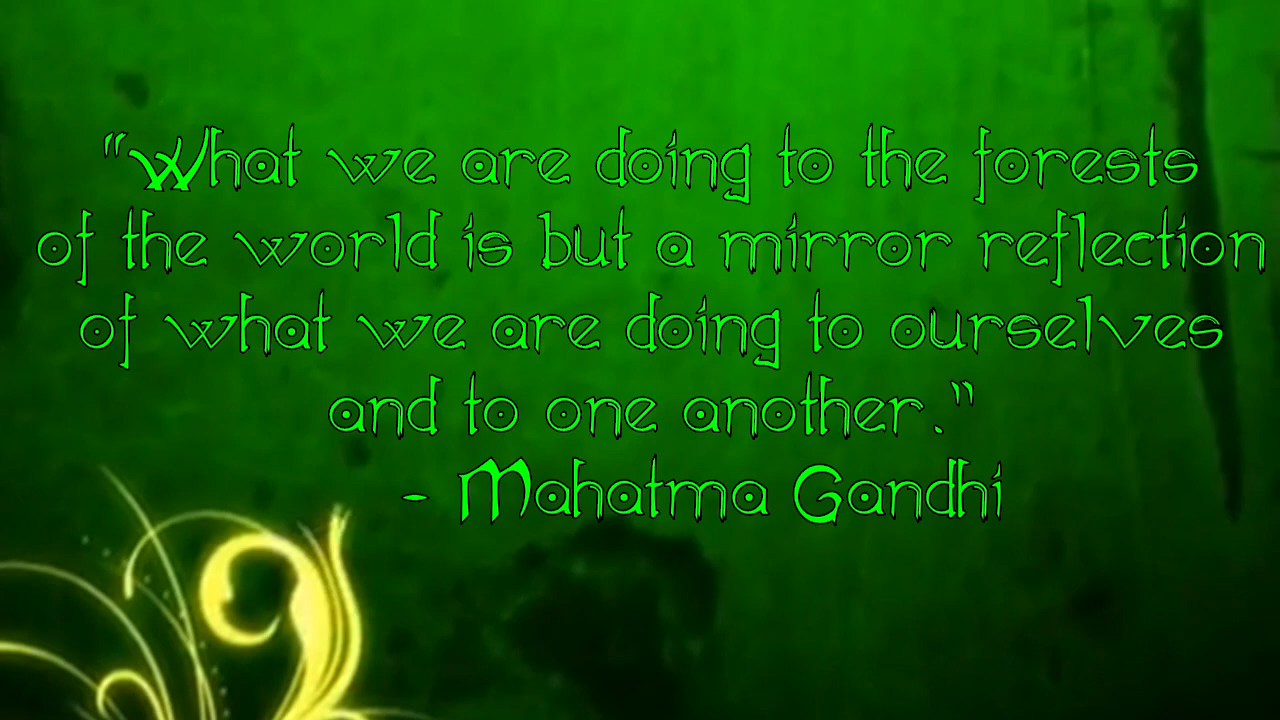 "What we are doing to the forests
of the world is but a mirror reflection
of what we are doing to ourselves
and to one another."
- Mahatma Gandhi